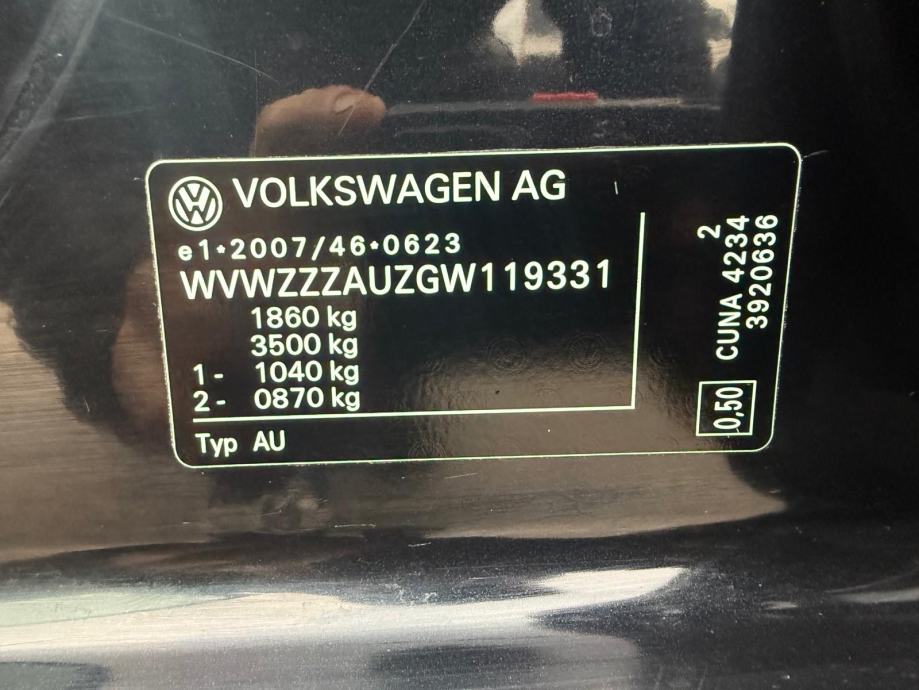 VOLKSWAGEN AG
e1*2007/46*0623
WVWZZZAUZGW119331
1860 kg
3500 kg
1- 1040 kg
2- 0870 kg
Typ AU
2
CUNA 4234
3920636
0,50